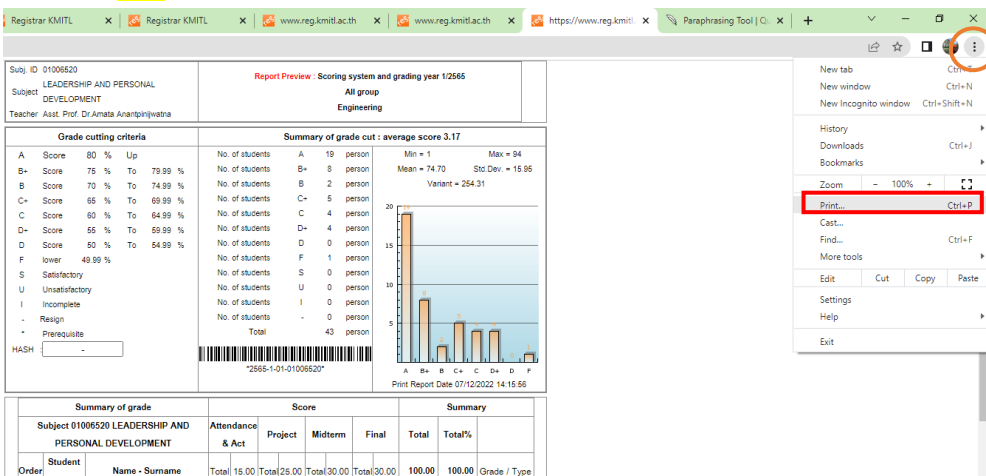 Registrar KMITL
Registrar KMITL
www.reg.kmitl.ac.th
www.reg.kmitl.ac.th
https://www.reg.kmitl.
Paraphrasing Tool | Qu
Subj. ID 01006520
Subject LEADERSHIP AND PERSONAL DEVELOPMENT
Teacher Asst. Prof. Dr.Amata Anantpinijwatna
Report Preview : Scoring system and grading year 1/2565
All group
Engineering
Grade cutting criteria
A Score 80 % Up
B+ Score 75 % To 79.99 %
B Score 70 % To 74.99 %
C+ Score 65 % To 69.99 %
C Score 60 % To 64.99 %
D+ Score 55 % To 59.99 %
D Score 50 % To 54.99 %
F lower 49.99 %
S Satisfactory
U Unsatisfactory
I Incomplete
- Resign
* Prerequisite
HASH : -
Summary of grade cut : average score 3.17
No. of students A 19 person
No. of students B+ 8 person
No. of students B 2 person
No. of students C+ 5 person
No. of students C 4 person
No. of students D+ 4 person
No. of students D 0 person
No. of students F 1 person
No. of students S 0 person
No. of students U 0 person
No. of students I 0 person
No. of students - 0 person
Total 43 person
*2565-1-01-01006520*
Min = 1 Max = 94
Mean = 74.70 Std.Dev. = 15.95
Variant = 254.31
20
15
10
5
A B+ B C+ C D+ D F
Print Report Date 07/12/2022 14:15:56
Summary of grade Score Summary
Subject 01006520 LEADERSHIP AND PERSONAL DEVELOPMENT
Attendance & Act Project Midterm Final Total Total%
Order Student Name - Surname Total 15.00 Total 25.00 Total 30.00 Total 30.00 100.00 100.00 Grade / Type
New tab Ctrl+T
New window Ctrl+N
New Incognito window Ctrl+Shift+N
History
Downloads Ctrl+J
Bookmarks
Zoom - 100% +
Print... Ctrl+P
Cast...
Find... Ctrl+F
More tools
Edit Cut Copy Paste
Settings
Help
Exit